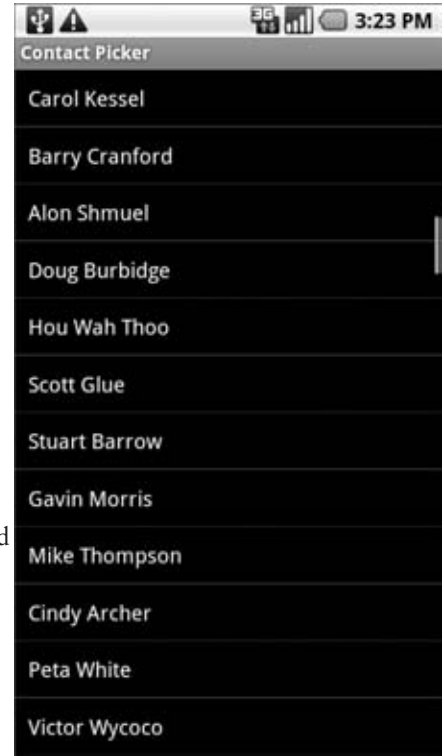 3G
3:23 PM
Contact Picker
Carol Kessel
Barry Cranford
Alon Shmuel
Doug Burbidge
Hou Wah Thoo
Scott Glue
Stuart Barrow
Gavin Morris
d
Mike Thompson
Cindy Archer
Peta White
Victor Wycoco